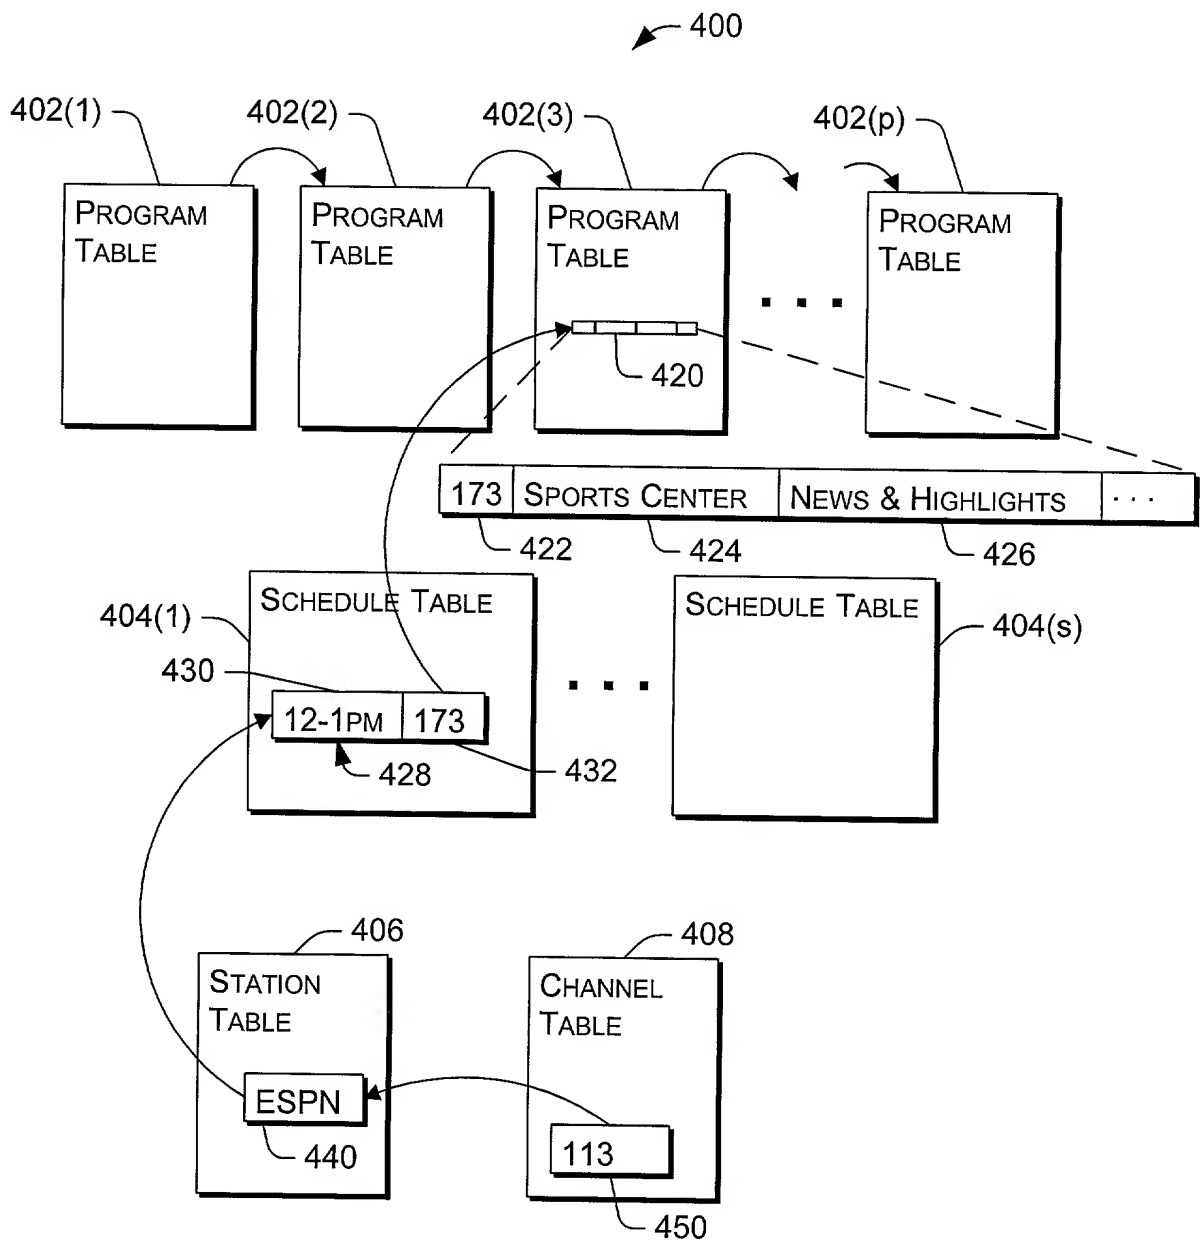 400
402(1)
402(2)
402(3)
402(p)
PROGRAM
TABLE
PROGRAM
TABLE
PROGRAM
TABLE
PROGRAM
TABLE
. . .
420
173 SPORTS CENTER NEWS & HIGHLIGHTS . . .
422
424
426
SCHEDULE TABLE
SCHEDULE TABLE
404(1)
404(s)
430
. . .
12-1PM 173
428
432
406
408
STATION
TABLE
CHANNEL
TABLE
ESPN
440
113
450